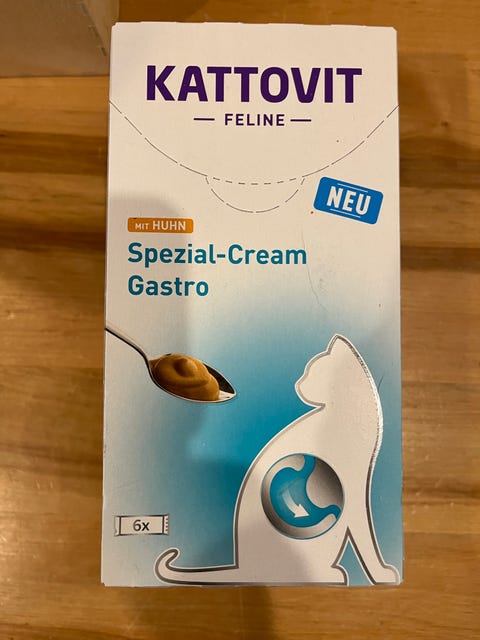 KATTOVIT
FELINE
NEU
MIT HUHN
Spezial-Cream
Gastro
6x